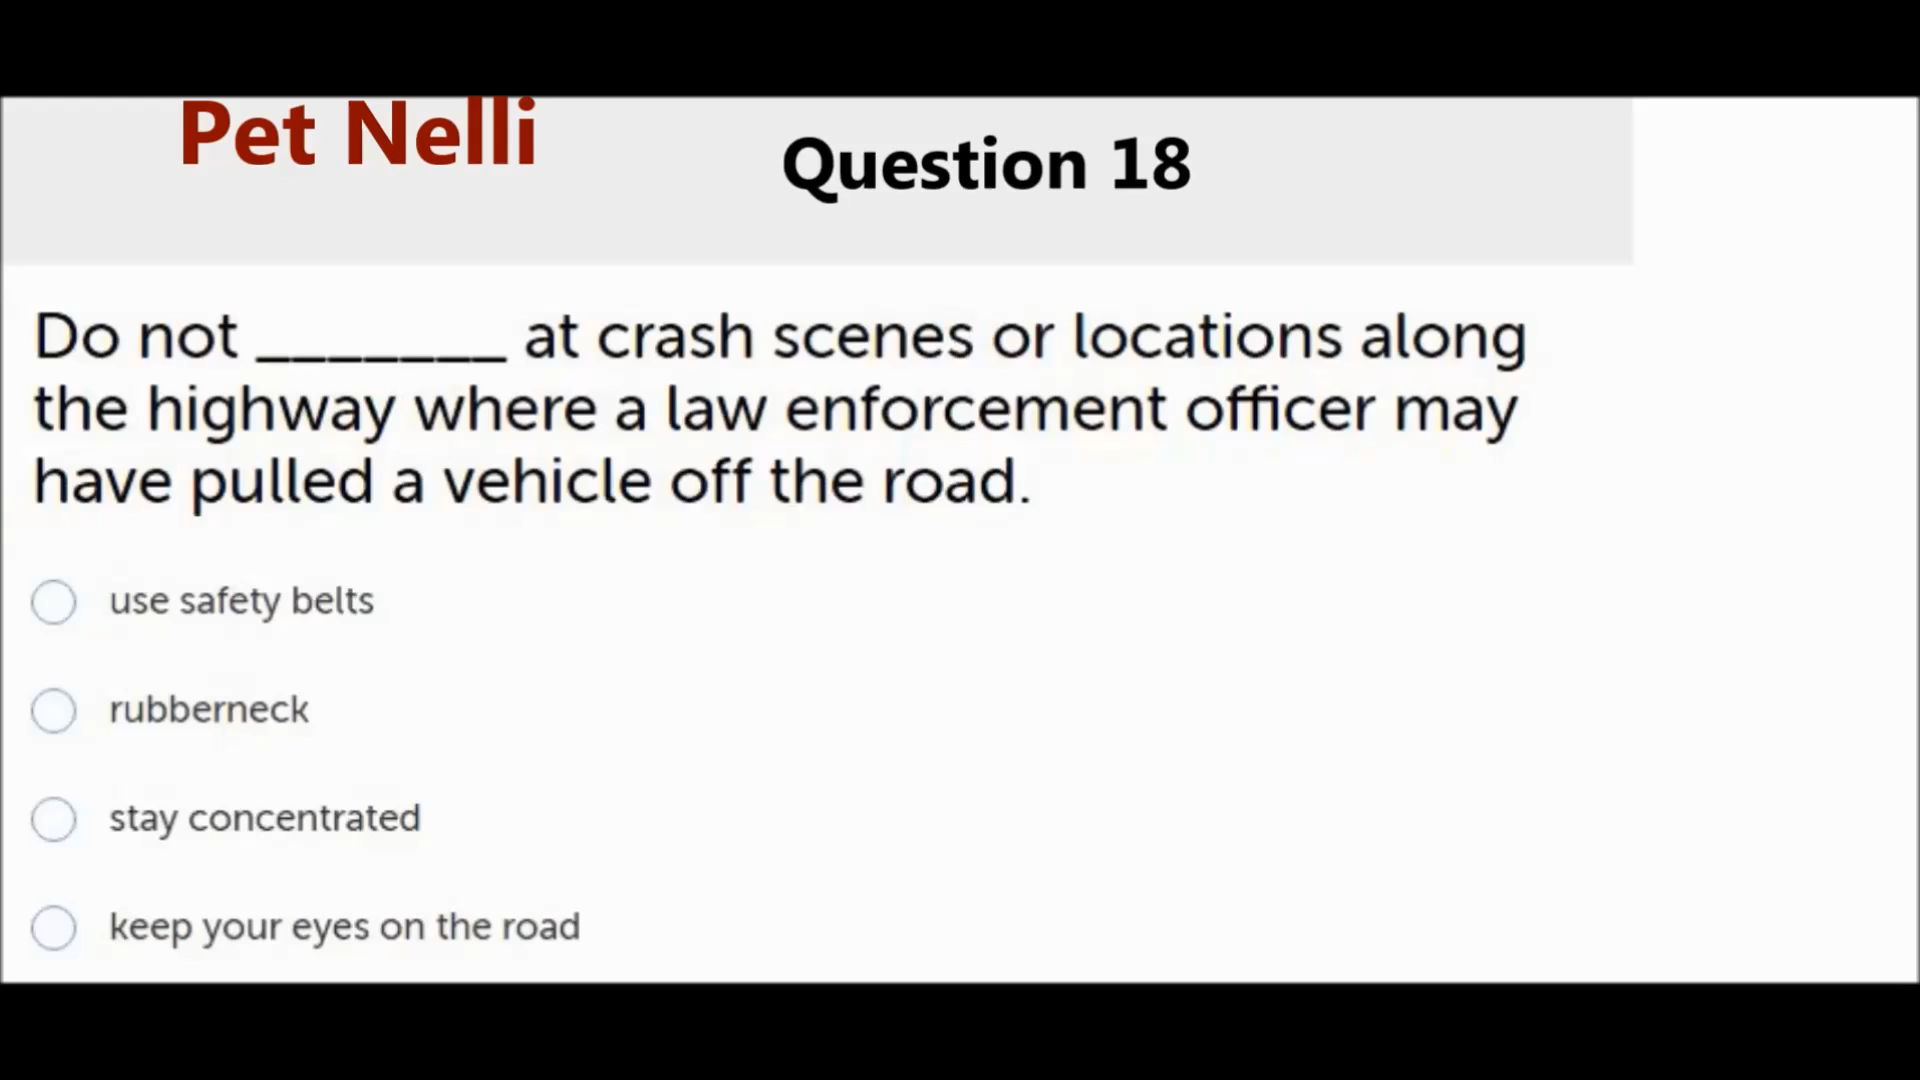 Pet Nelli
Question 18
Do not _______ at crash scenes or locations along
the highway where a law enforcement officer may
have pulled a vehicle off the road.
use safety belts
rubberneck
stay concentrated
keep your eyes on the road